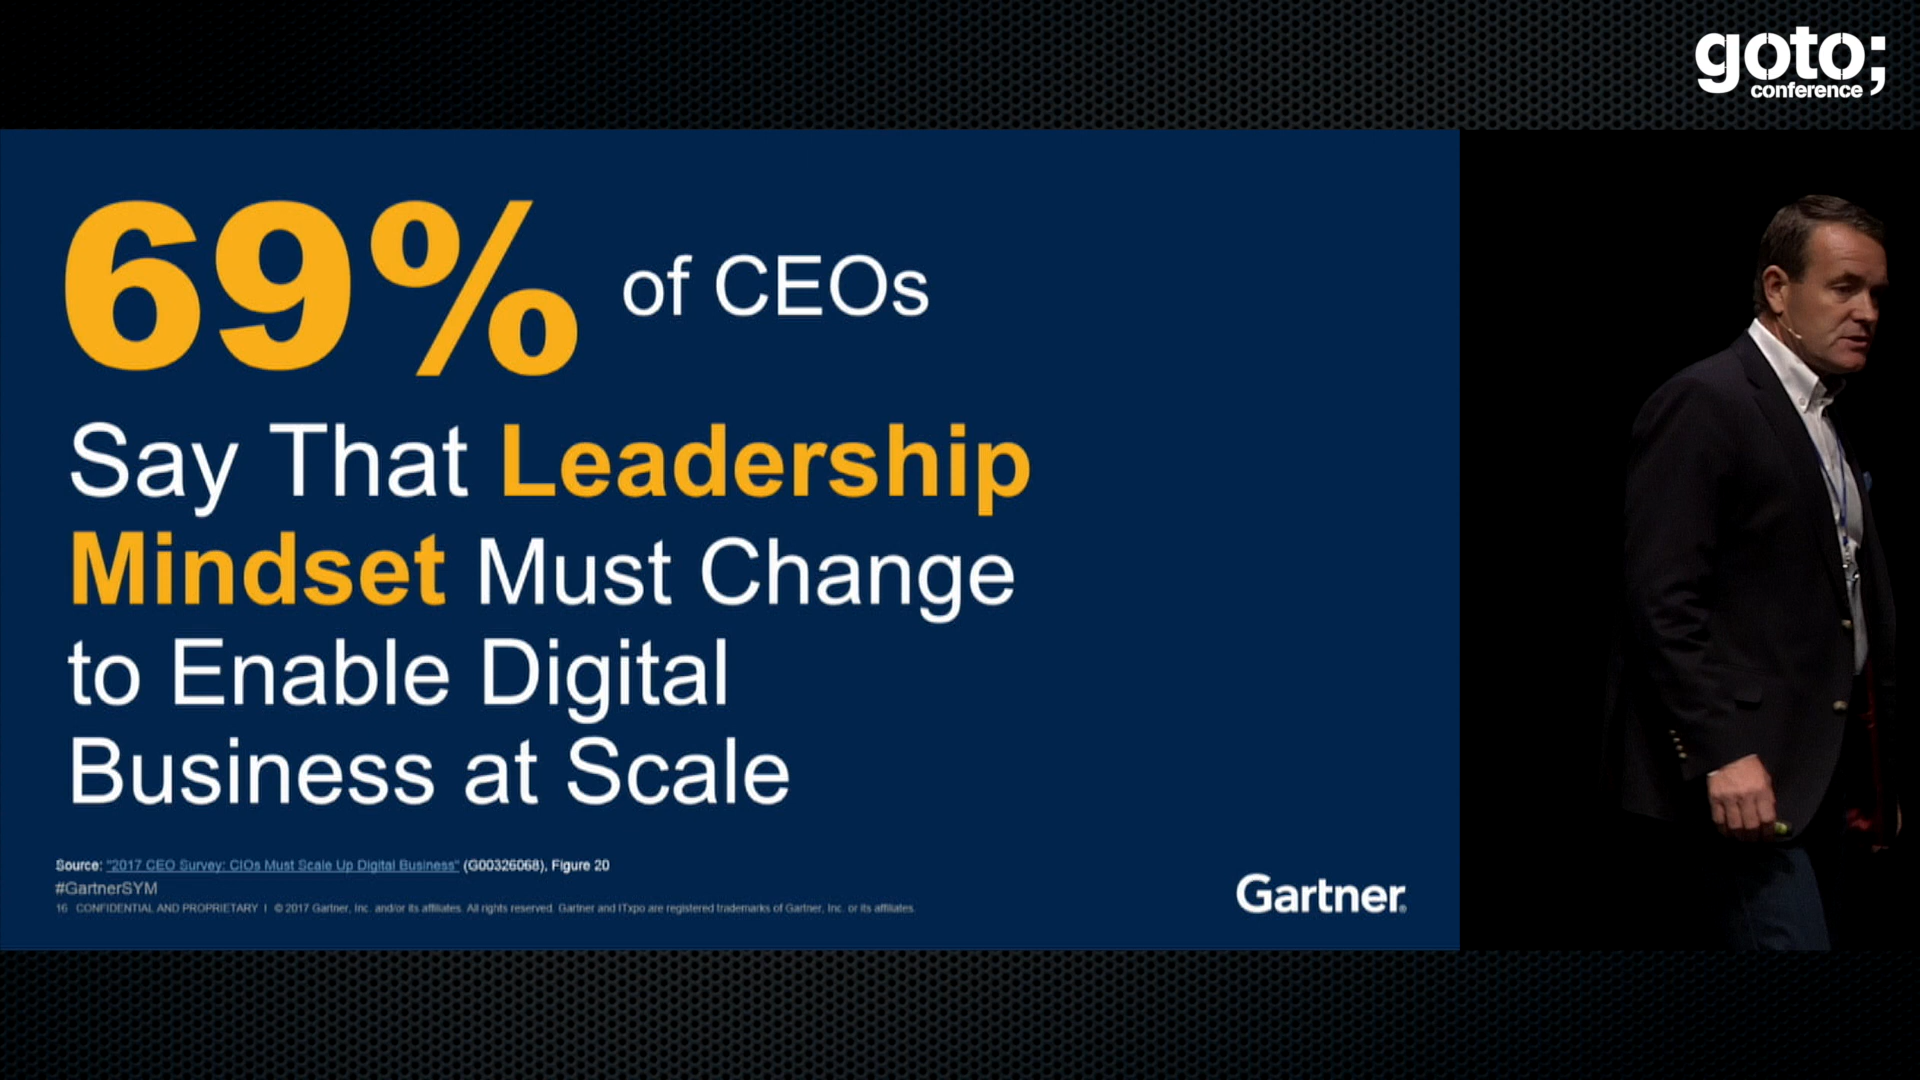 goto;
conference
69% of CEOs
Say That Leadership
Mindset Must Change
to Enable Digital
Business at Scale
Source: "2017 CEO Survey: CIOs Must Scale Up Digital Business" (G00326068), Figure 20
#GartnerSYM
16 CONFIDENTIAL AND PROPRIETARY I © 2017 Gartner, Inc. and/or its affiliates. All rights reserved. Gartner and ITxpo are registered trademarks of Gartner, Inc. or its affiliates.
Gartner®